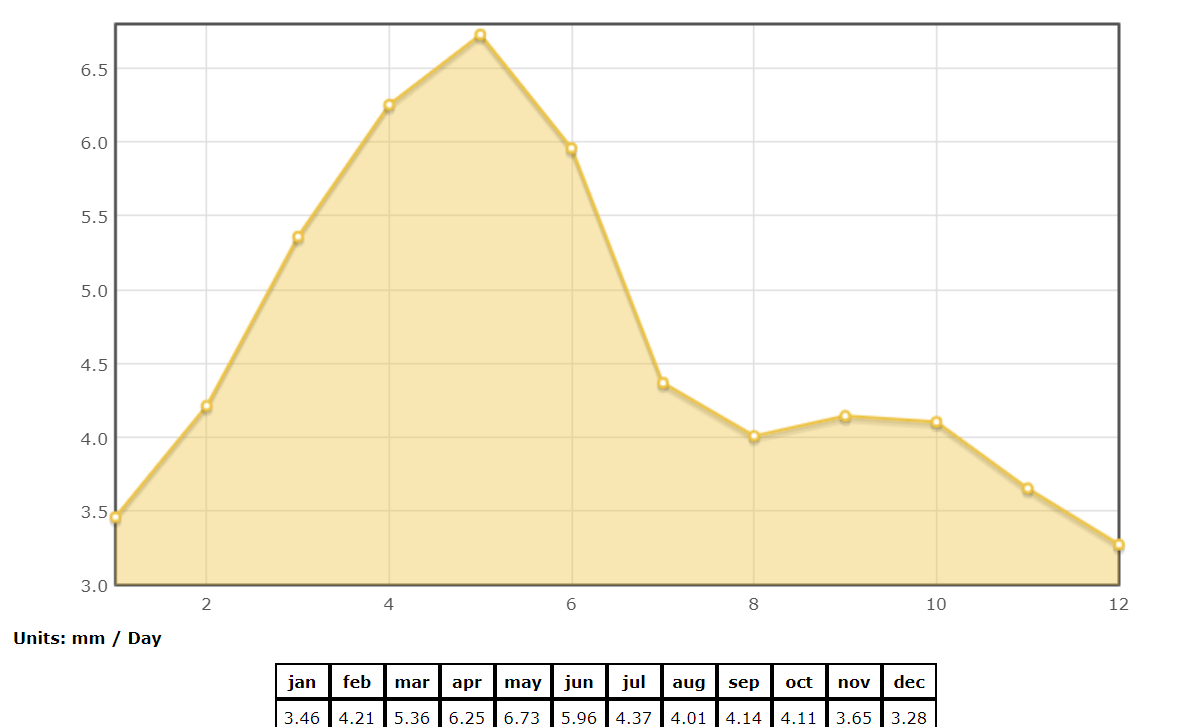 6.5
6.0
5.5
5.0
4.5
4.0
3.5
3.0
2 4 6 8 10 12
Units: mm / Day
jan feb mar apr may jun jul aug sep oct nov dec
3.46 4.21 5.36 6.25 6.73 5.96 4.37 4.01 4.14 4.11 3.65 3.28